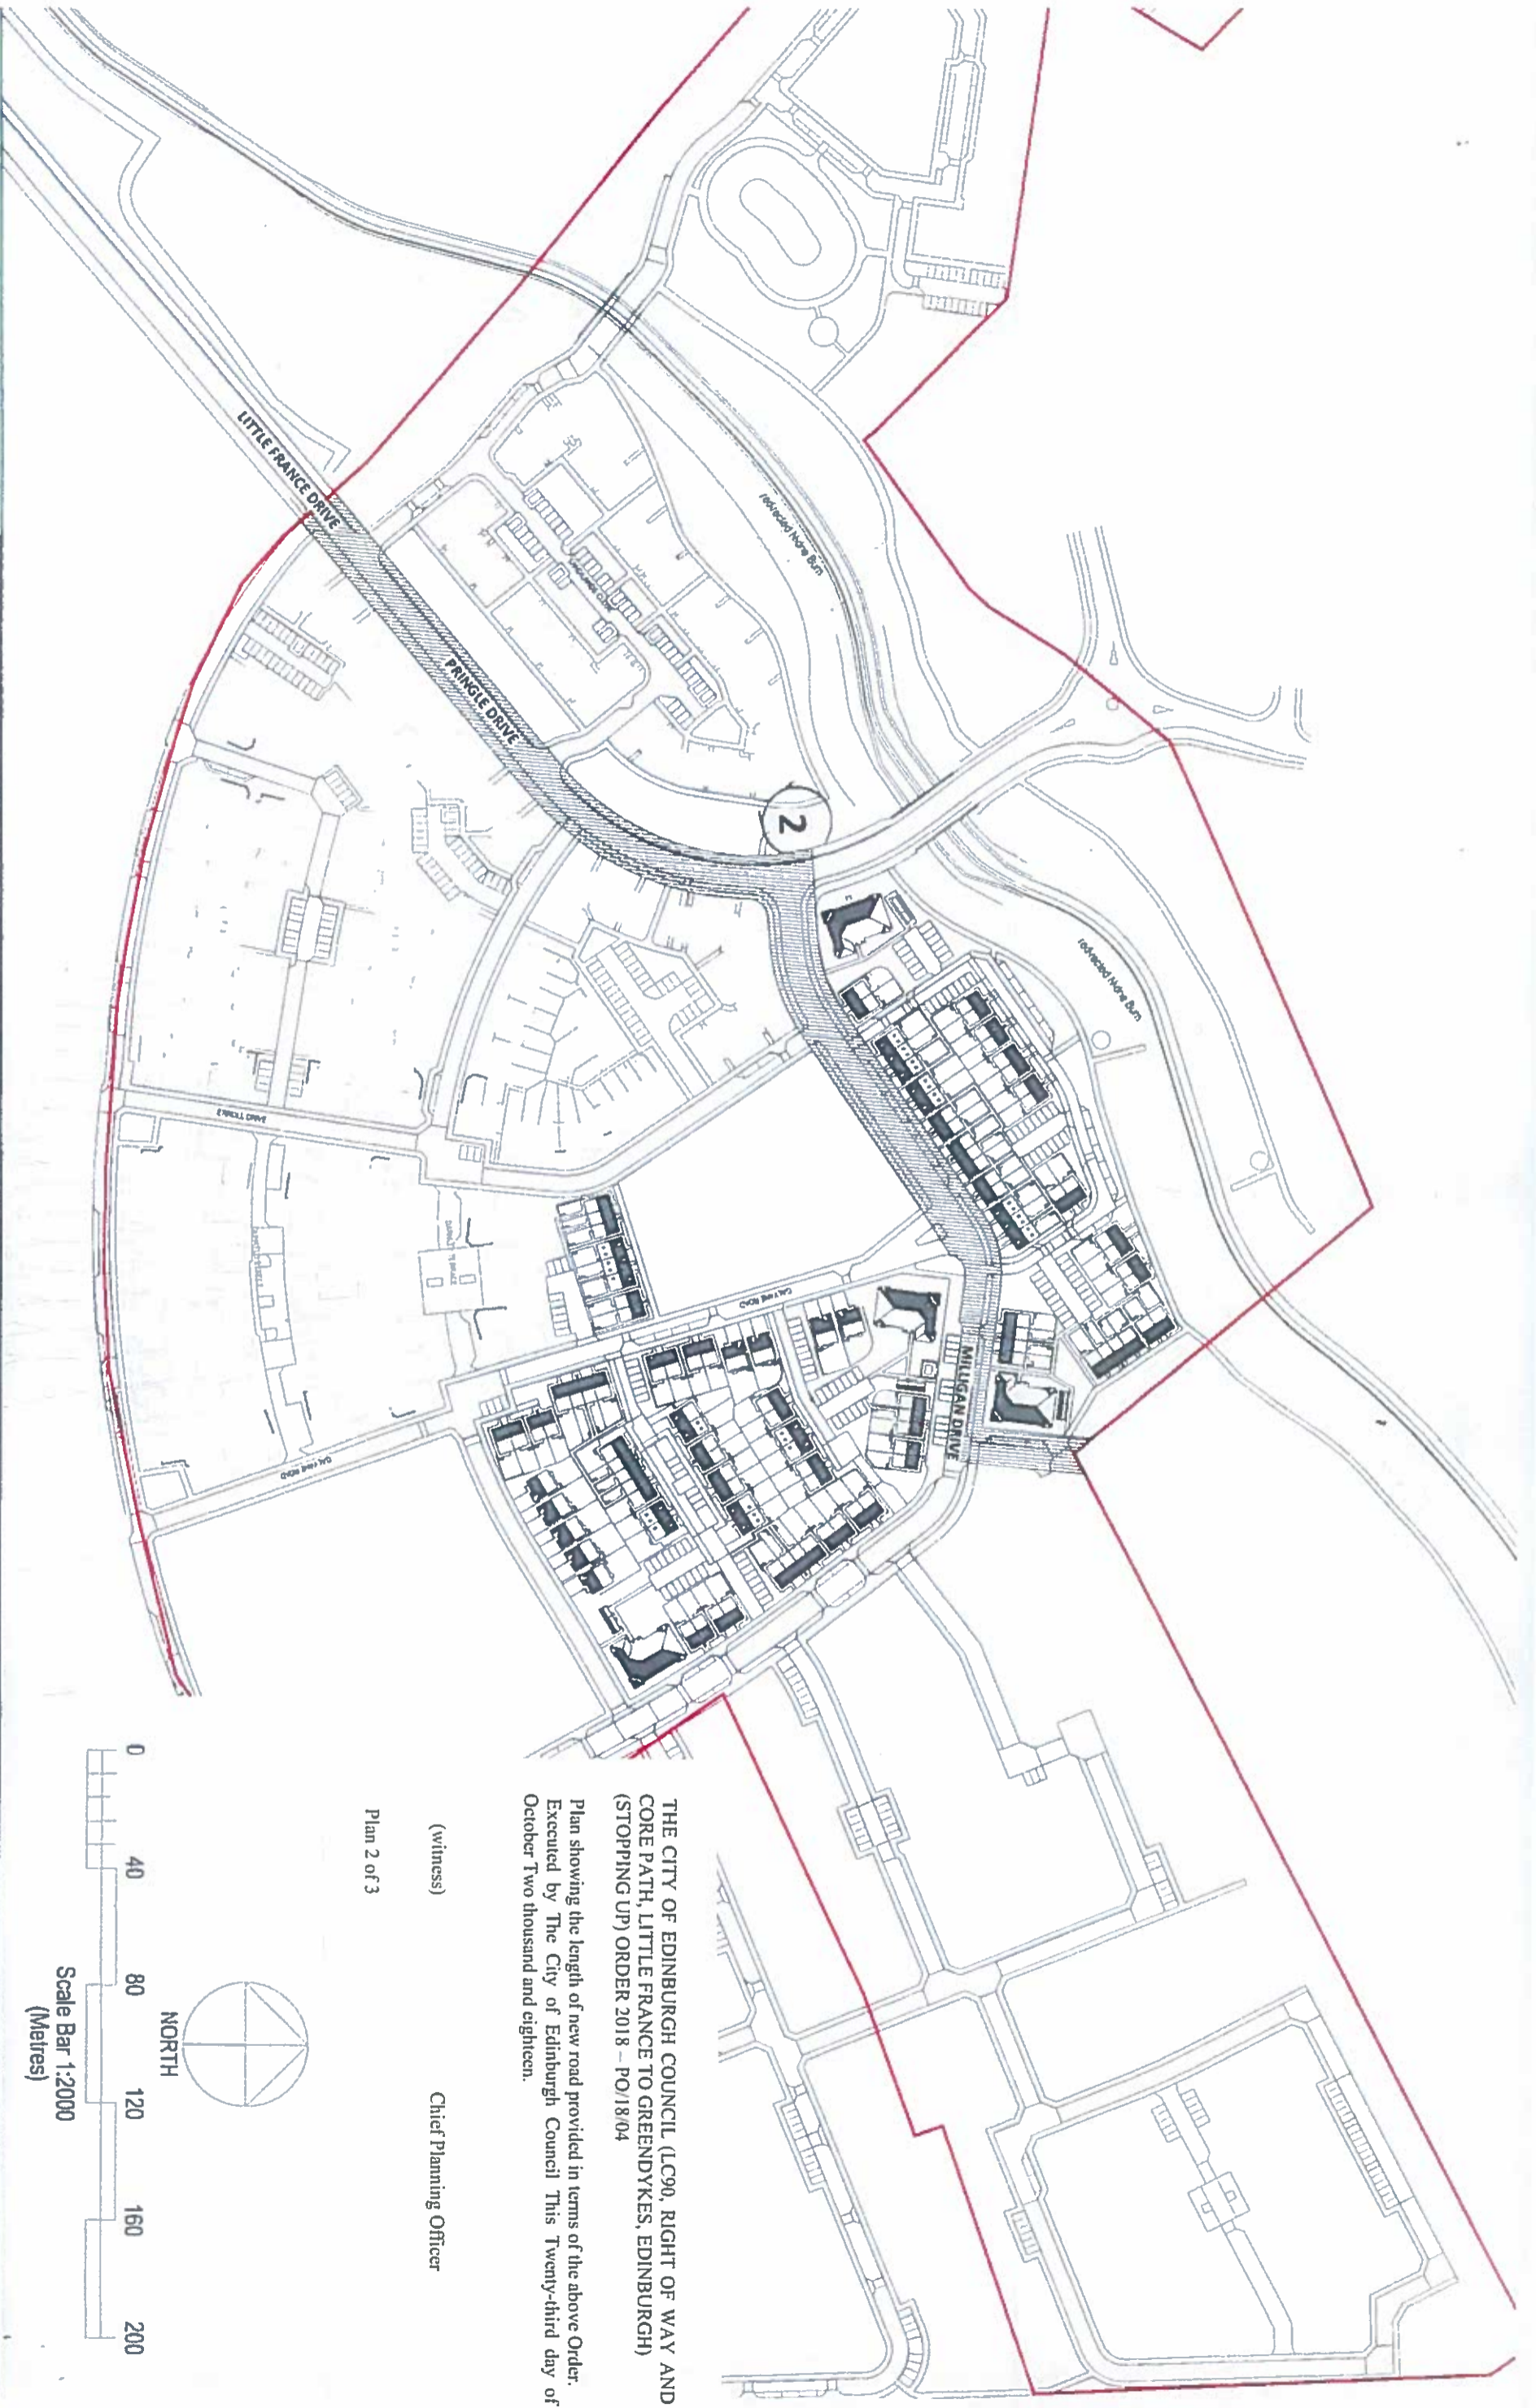 LITTLE FRANCE DRIVE
PRINGLE DRIVE
2
MILLIGAN DRIVE
ERROLL DRIVE
THE CITY OF EDINBURGH COUNCIL (LC90, RIGHT OF WAY AND
CORE PATH, LITTLE FRANCE TO GREENDYKES, EDINBURGH)
(STOPPING UP) ORDER 2018 – PO/18/04
Plan showing the length of new road provided in terms of the above Order.
Executed by The City of Edinburgh Council This Twenty-third day of
October Two thousand and eighteen.
(witness)
Chief Planning Officer
Plan 2 of 3
NORTH
0 40 80 120 160 200
Scale Bar 1:2000
(Metres)